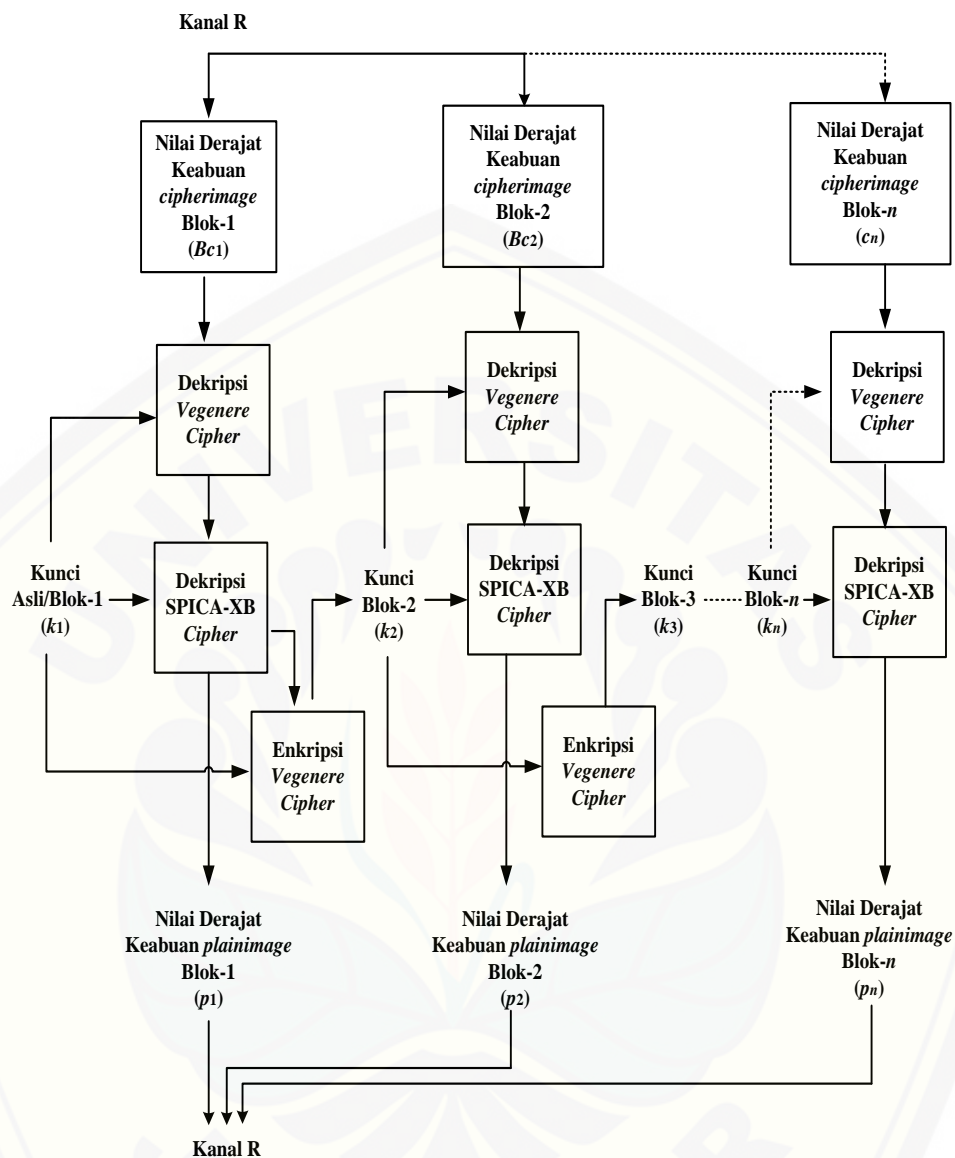 Kanal R
Nilai Derajat
Keabuan
cipherimage
Blok-1
(Bc1)
Nilai Derajat
Keabuan
cipherimage
Blok-2
(Bc2)
Nilai Derajat
Keabuan
cipherimage
Blok-n
(cn)
Dekripsi
Vegenere
Cipher
Dekripsi
Vegenere
Cipher
Dekripsi
Vegenere
Cipher
Kunci
Asli/Blok-1
(k1)
Dekripsi
SPICA-XB
Cipher
Kunci
Blok-2
(k2)
Dekripsi
SPICA-XB
Cipher
Kunci
Blok-3
(k3)
Kunci
Blok-n
(kn)
Dekripsi
SPICA-XB
Cipher
Enkripsi
Vegenere
Cipher
Enkripsi
Vegenere
Cipher
Nilai Derajat
Keabuan plainimage
Blok-1
(p1)
Nilai Derajat
Keabuan plainimage
Blok-2
(p2)
Nilai Derajat
Keabuan plainimage
Blok-n
(pn)
Kanal R
UNIVERSITAS